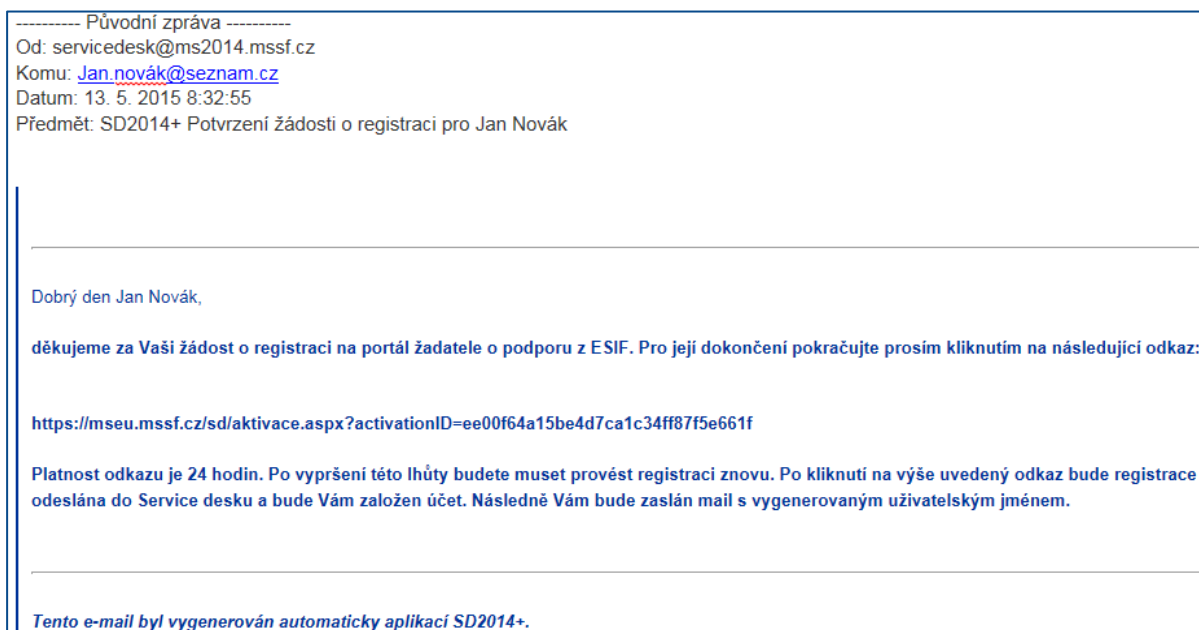 ---------- Původní zpráva ----------
Od: servicedesk@ms2014.mssf.cz
Komu: Jan.novák@seznam.cz
Datum: 13. 5. 2015 8:32:55
Předmět: SD2014+ Potvrzení žádosti o registraci pro Jan Novák
Dobrý den Jan Novák,
děkujeme za Vaši žádost o registraci na portál žadatele o podporu z ESIF. Pro její dokončení pokračujte prosím kliknutím na následující odkaz:
https://mseu.mssf.cz/sd/aktivace.aspx?activationID=ee00f64a15be4d7ca1c34ff87f5e661f
Platnost odkazu je 24 hodin. Po vypršení této lhůty budete muset provést registraci znovu. Po kliknutí na výše uvedený odkaz bude registrace
odeslána do Service desku a bude Vám založen účet. Následně Vám bude zaslán mail s vygenerovaným uživatelským jménem.
Tento e-mail byl vygenerován automaticky aplikací SD2014+.